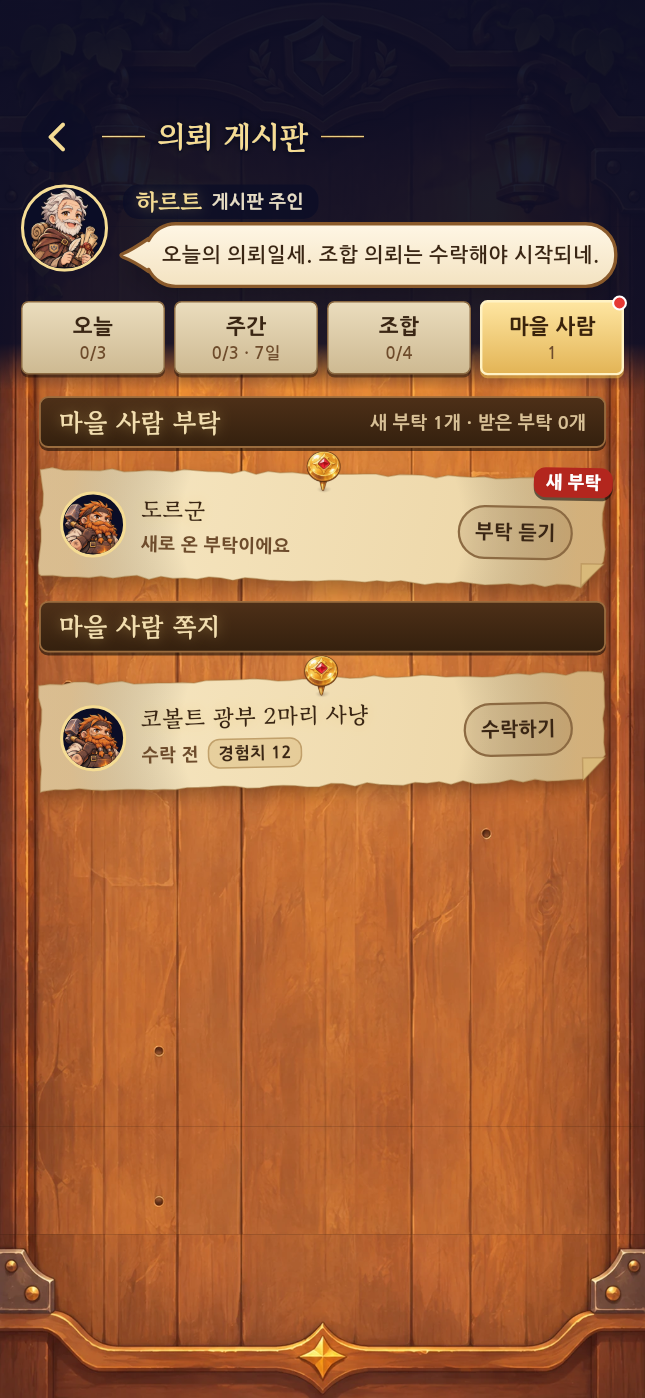 의뢰 게시판
하르트 게시판 주인
오늘의 의뢰일세. 조합 의뢰는 수락해야 시작되네.
오늘
0/3
주간
0/3 · 7일
조합
0/4
마을 사람
1
마을 사람 부탁
새 부탁 1개 · 받은 부탁 0개
새 부탁
도르군
새로 온 부탁이에요
부탁 듣기
마을 사람 쪽지
코볼트 광부 2마리 사냥
수락 전 경험치 12
수락하기